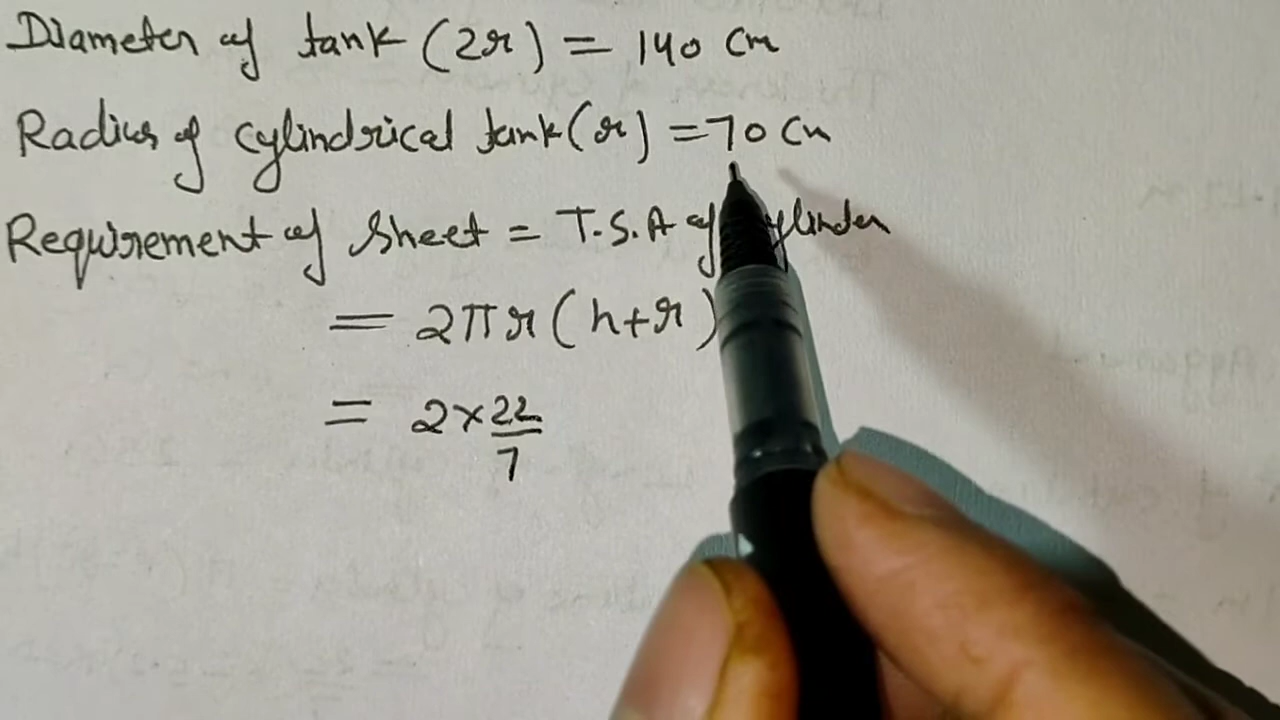 Diameter of tank (2r) = 140 cm
Radius of cylindrical tank (r) = 70 cm
Requirement of sheet = T.S.A of cylinder
= 2πr (h+r)
= 2 × 22/7